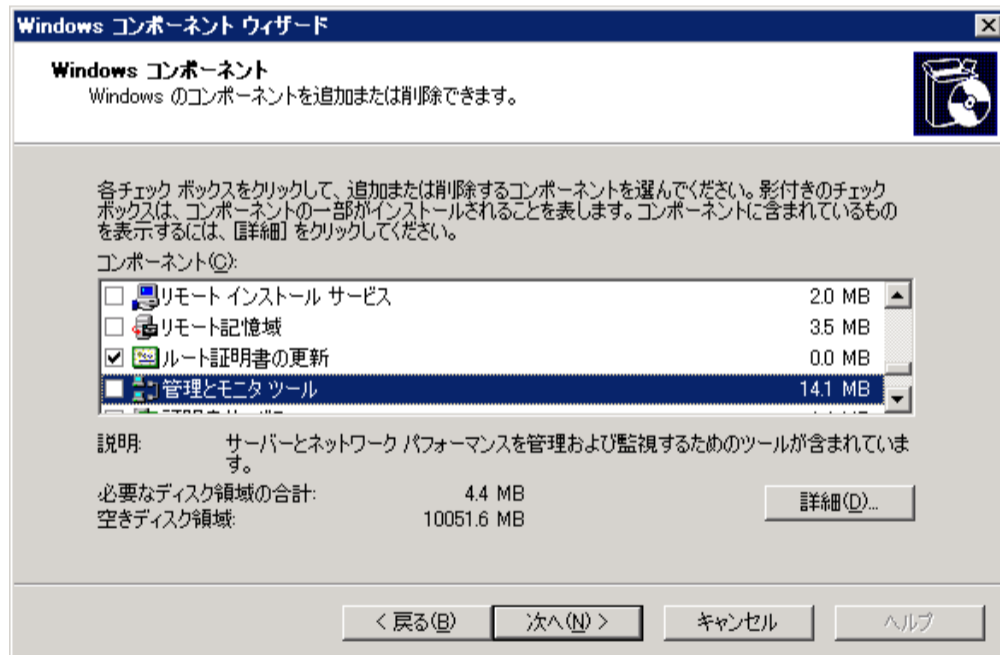 Windows コンポーネント ウィザード
Windows コンポーネント
Windows のコンポーネントを追加または削除できます。
各チェック ボックスをクリックして、追加または削除するコンポーネントを選んでください。影付きのチェック
ボックスは、コンポーネントの一部がインストールされることを表します。コンポーネントに含まれているもの
を表示するには、[詳細] をクリックしてください。
コンポーネント(C):
リモート インストール サービス 2.0 MB
リモート記憶域 3.5 MB
ルート証明書の更新 0.0 MB
管理とモニタ ツール 14.1 MB
説明: サーバーとネットワーク パフォーマンスを管理および監視するためのツールが含まれていま
す。
必要なディスク領域の合計: 4.4 MB
空きディスク領域: 10051.6 MB
詳細(D)...
< 戻る(B) 次へ(N) > キャンセル ヘルプ